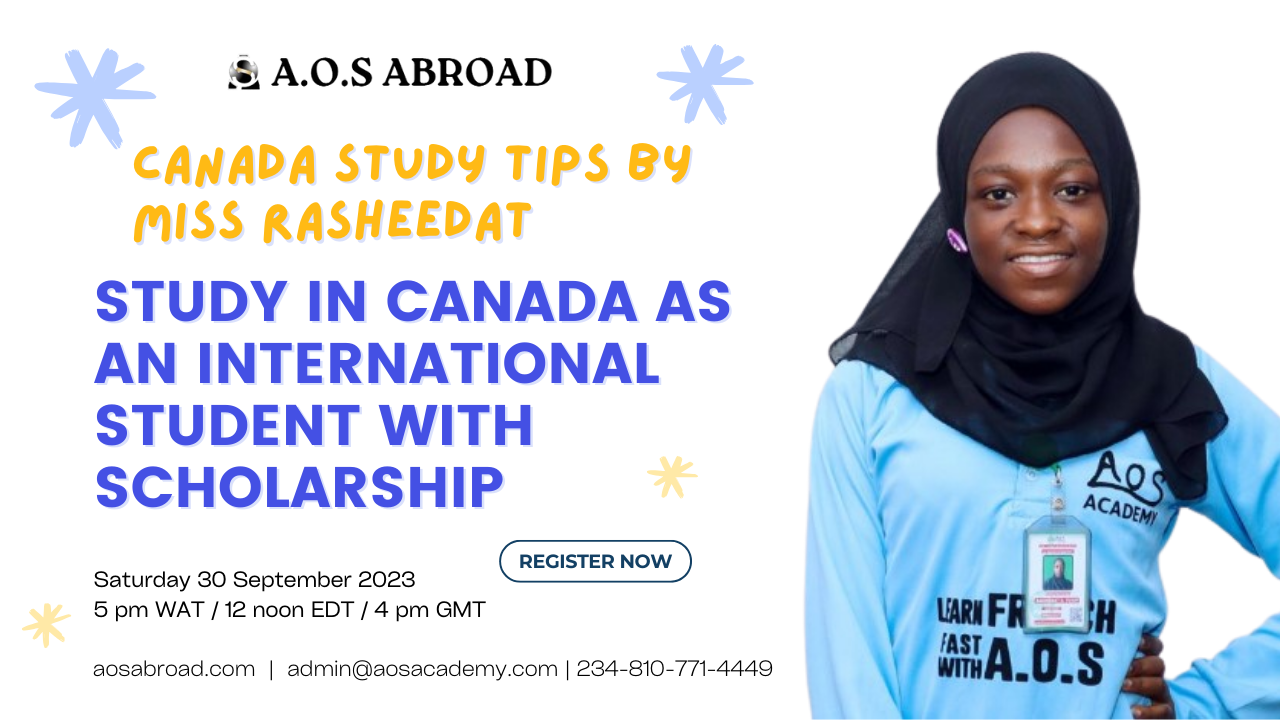 A.O.S ABROAD
CANADA STUDY TIPS BY
MISS RASHEEDAT
STUDY IN CANADA AS
AN INTERNATIONAL
STUDENT WITH
SCHOLARSHIP
REGISTER NOW
Saturday 30 September 2023
5 pm WAT / 12 noon EDT / 4 pm GMT
aosabroad.com | admin@aosacademy.com | 234-810-771-4449
AOS
ACADEMY
LEARN FR CH
FAST
WITH A.O.S